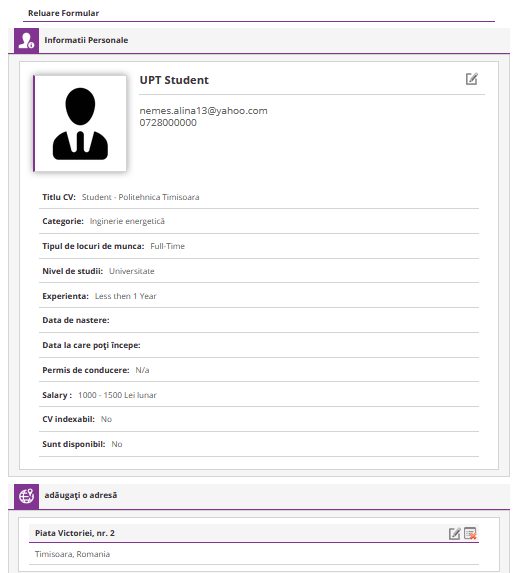 Reluare Formular
Informatii Personale
UPT Student
nemes.alina13@yahoo.com
0728000000
Titlu CV: Student - Politehnica Timisoara
Categorie: Inginerie energetică
Tipul de locuri de munca: Full-Time
Nivel de studii: Universitate
Experienta: Less then 1 Year
Data de nastere:
Data la care poți începe:
Permis de conducere: N/a
Salary : 1000 - 1500 Lei lunar
CV indexabil: No
Sunt disponibil: No
adăugați o adresă
Piata Victoriei, nr. 2
Timisoara, Romania